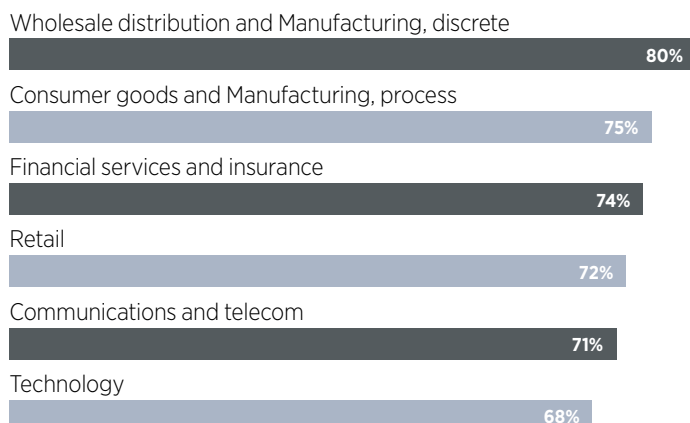 Wholesale distribution and Manufacturing, discrete
80%
Consumer goods and Manufacturing, process
75%
Financial services and insurance
74%
Retail
72%
Communications and telecom
71%
Technology
68%